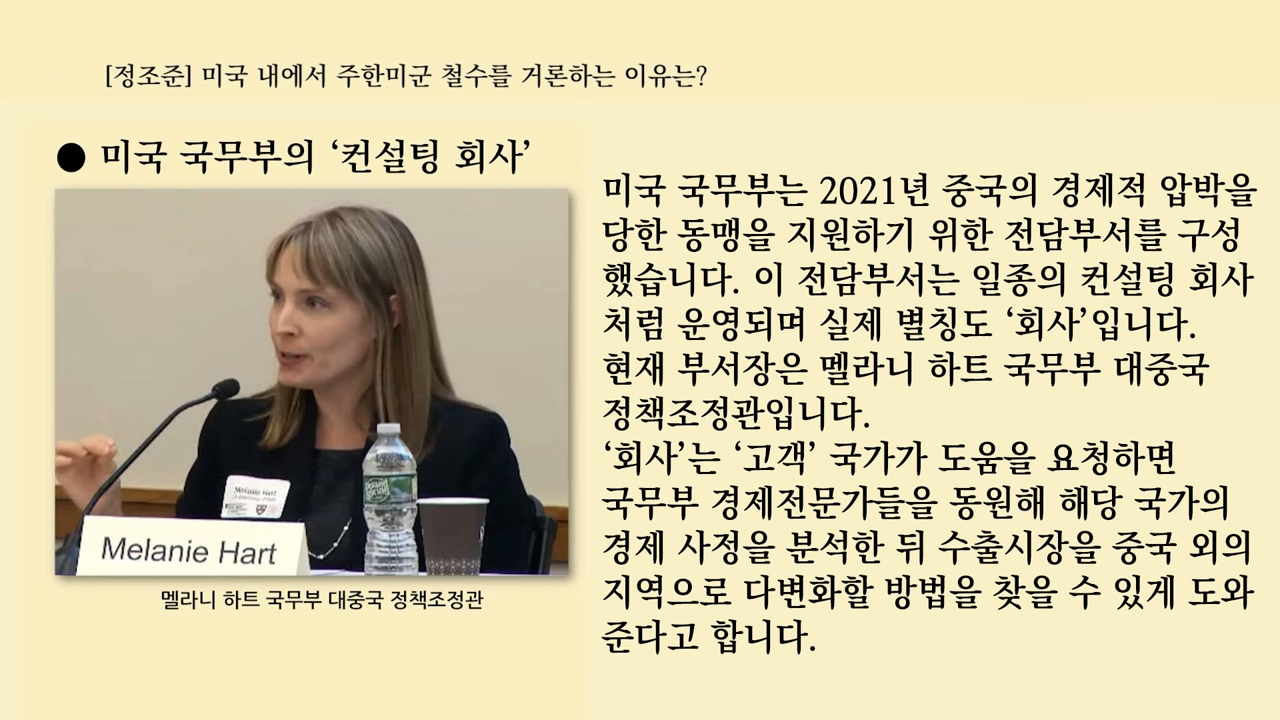 [정조준] 미국 내에서 주한미군 철수를 거론하는 이유는?
● 미국 국무부의 ‘컨설팅 회사’
Melanie Hart
Poland Spring
Melanie Hart
멜라니 하트 국무부 대중국 정책조정관
미국 국무부는 2021년 중국의 경제적 압박을
당한 동맹을 지원하기 위한 전담부서를 구성
했습니다. 이 전담부서는 일종의 컨설팅 회사
처럼 운영되며 실제 별칭도 ‘회사’입니다.
현재 부서장은 멜라니 하트 국무부 대중국
정책조정관입니다.
‘회사’는 ‘고객’ 국가가 도움을 요청하면
국무부 경제전문가들을 동원해 해당 국가의
경제 사정을 분석한 뒤 수출시장을 중국 외의
지역으로 다변화할 방법을 찾을 수 있게 도와
준다고 합니다.